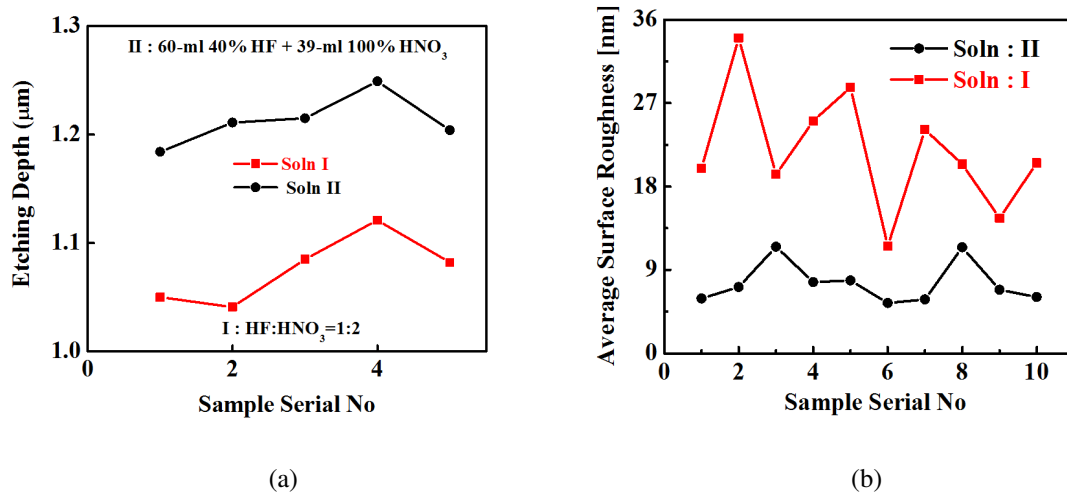 1.3
II : 60-ml 40% HF + 39-ml 100% HNO₃
1.2
Soln I
Soln II
1.1
I : HF:HNO₃=1:2
1.0
0 2 4
Etching Depth (μm)
Sample Serial No
(a)
36
Soln : II
Soln : I
27
18
9
0
0 2 4 6 8 10
Average Surface Roughness [nm]
Sample Serial No
(b)